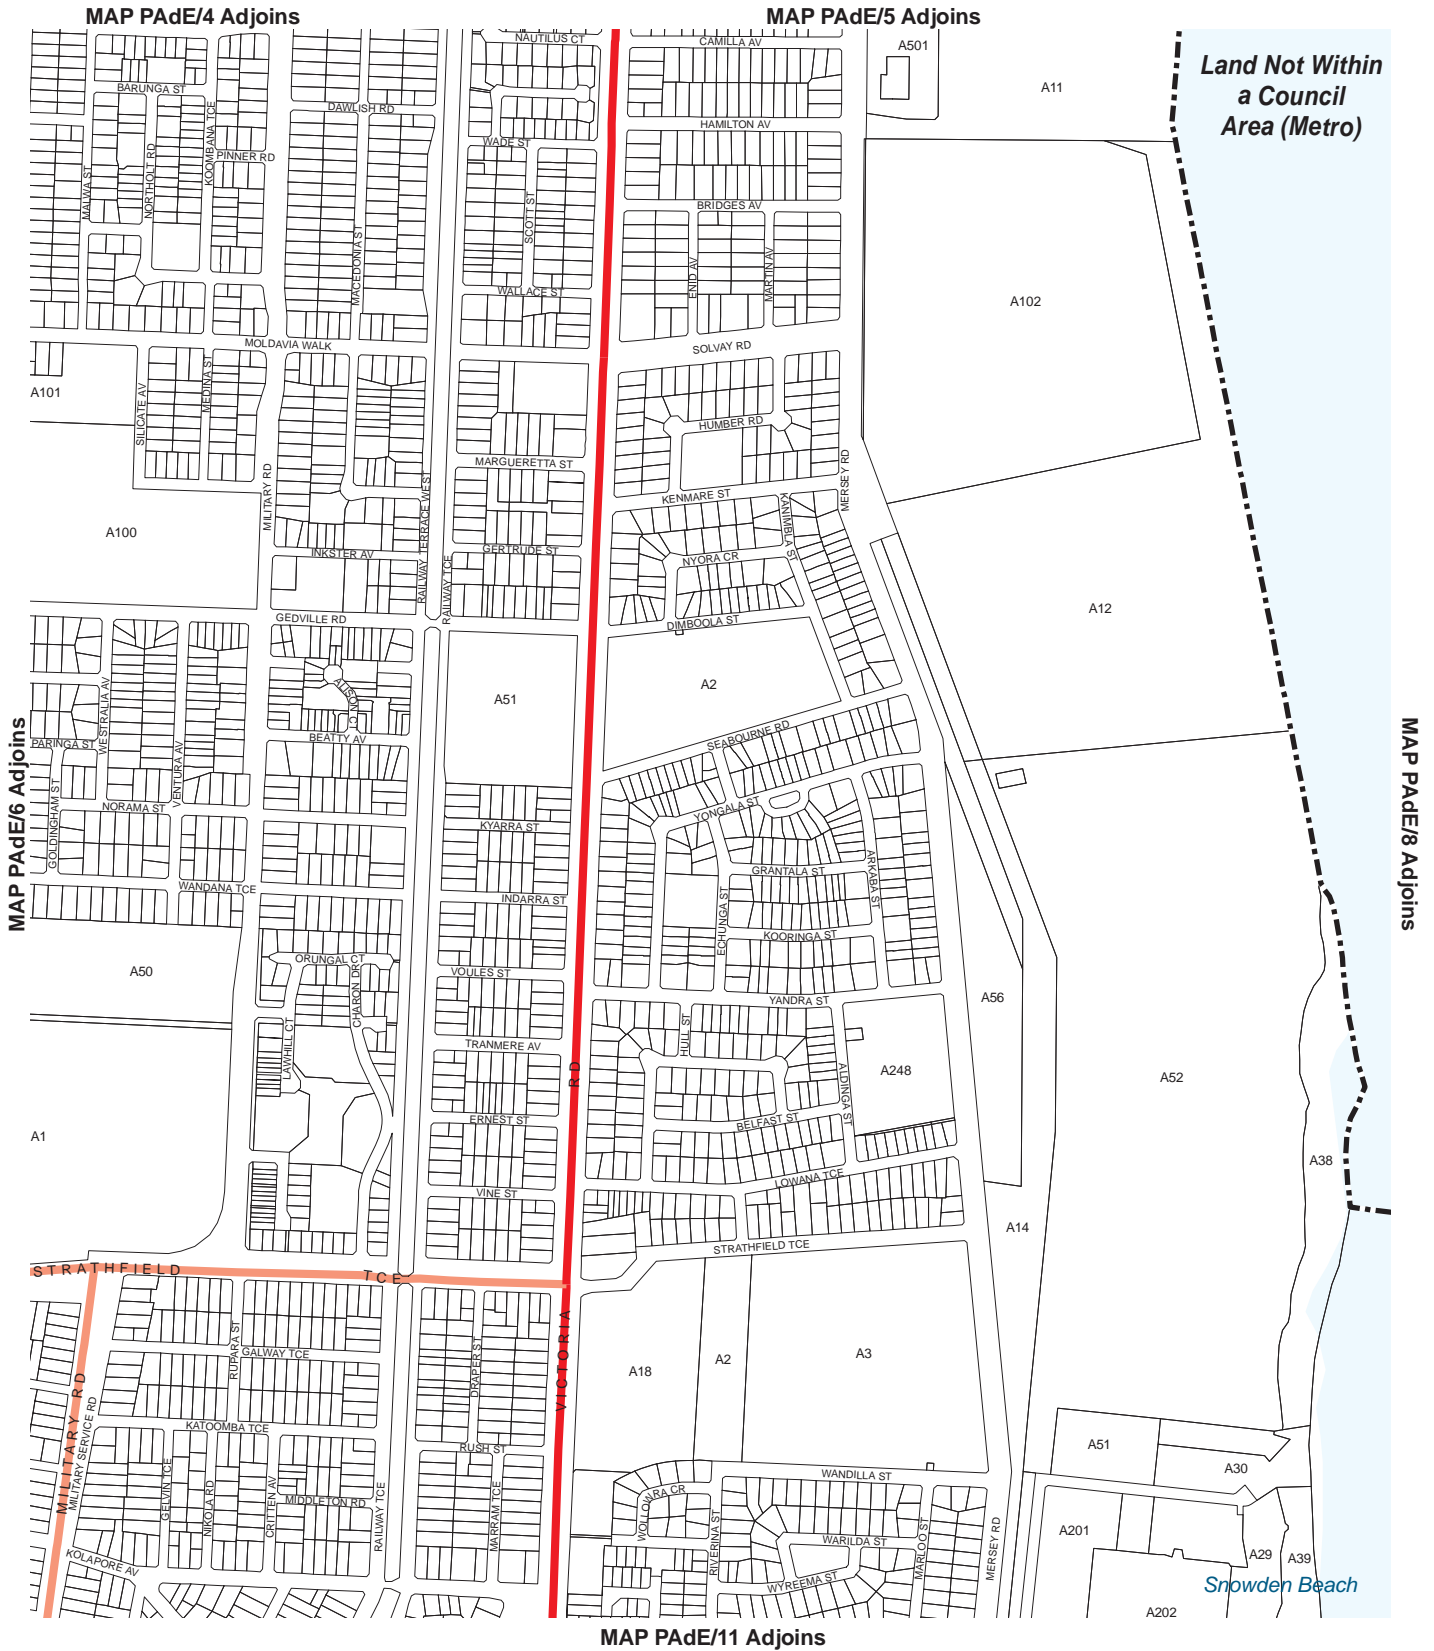 MAP PAdE/4 Adjoins
MAP PAdE/5 Adjoins
NAUTILUS CT
CAMILLA AV
A501
Land Not Within
a Council
Area (Metro)
A11
BARUNGA ST
DAWLISH RD
KOOMBANA TCE
HAMILTON AV
WADE ST
PINNER RD
NORTHOLT RD
MALWA ST
SCOTT ST
BRIDGES AV
MACEDONIA ST
ENID AV
MARTIN AV
WALLACE ST
A102
MOLDAVIA WALK
SOLVAY RD
MEDINA ST
A101
SILICATE AV
HUMBER RD
MARGUERETTA ST
MERSEY RD
MILITARY RD
KENMARE ST
KANIMBLA ST
A100
RAILWAY TERRACE WEST
INKSTER AV
GERTRUDE ST
NYORA CR
RAILWAY TCE
A12
GEDVILLE RD
DIMBOOLA ST
A2
A51
ALISON CT
WESTRALIA AV
PARINGA ST
BEATTY AV
SEABOURNE RD
VENTURA AV
MAP PAdE/6 Adjoins
MAP PAdE/8 Adjoins
NORAMA ST
GOLDINGHAM ST
YONGALA ST
KYARRA ST
GRANTALA ST
ARKABA ST
WANDANA TCE
INDARRA ST
ECHUNGA ST
KOORINGA ST
ORUNGAL CT
A50
VOULES ST
CHARON DR
YANDRA ST
A56
HULL ST
LAWHILL CT
TRANMERE AV
RD
A248
ALDINGA ST
A52
ERNEST ST
BELFAST ST
A1
A38
LOWANA TCE
VINE ST
A14
STRATHFIELD TCE
STRATHFIELD TCE
VICTORIA
RUPARA ST
GALWAY TCE
DRAPER ST
A18
A2
A3
MILITARY RD
MILITARY SERVICE RD
KATOOMBA TCE
RUSH ST
A51
A30
WANDILLA ST
GELVIN TCE
NIKOLA RD
CRITTEN AV
MIDDLETON RD
RAILWAY TCE
MARRAM TCE
WOLLOWRA CR
RIVERINA ST
WARILDA ST
MARLO ST
MERSEY RD
A201
KOLAPORE AV
WYREEMA ST
A29
A39
Snowden Beach
A202
MAP PAdE/11 Adjoins